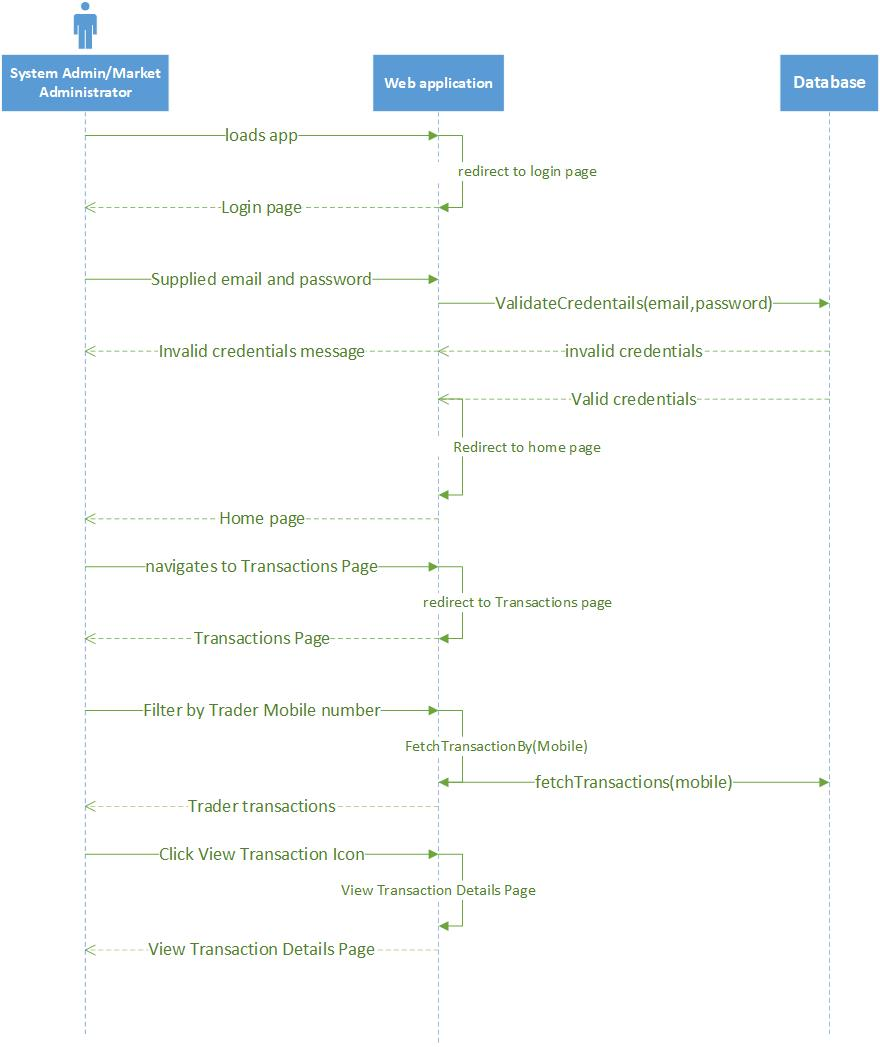 System Admin/Market
Administrator
Web application
Database
loads app
redirect to login page
Login page
Supplied email and password
ValidateCredentails(email,password)
Invalid credentials message
invalid credentials
Valid credentials
Redirect to home page
Home page
navigates to Transactions Page
redirect to Transactions page
Transactions Page
Filter by Trader Mobile number
FetchTransactionBy(Mobile)
fetchTransactions(mobile)
Trader transactions
Click View Transaction Icon
View Transaction Details Page
View Transaction Details Page